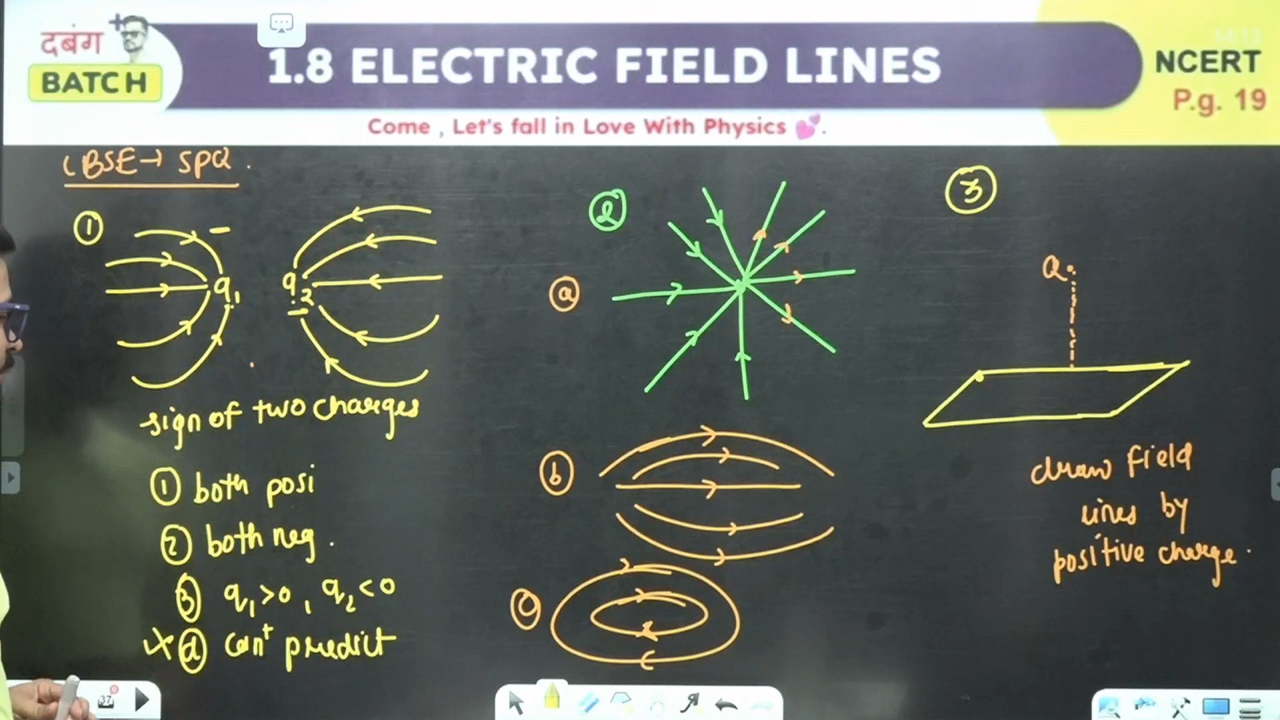 दबंग
BATCH
1.8 ELECTRIC FIELD LINES
NCERT
P.g. 19
Come , Let's fall in Love With Physics 💕.
CBSE → SPQ .
①
q1
q2
sign of two charges
① both posi
② both neg .
③ q1>0 , q2<0
④ can't predict
②
ⓐ
ⓑ
ⓒ
③
Q
draw field
lines by
positive charge.